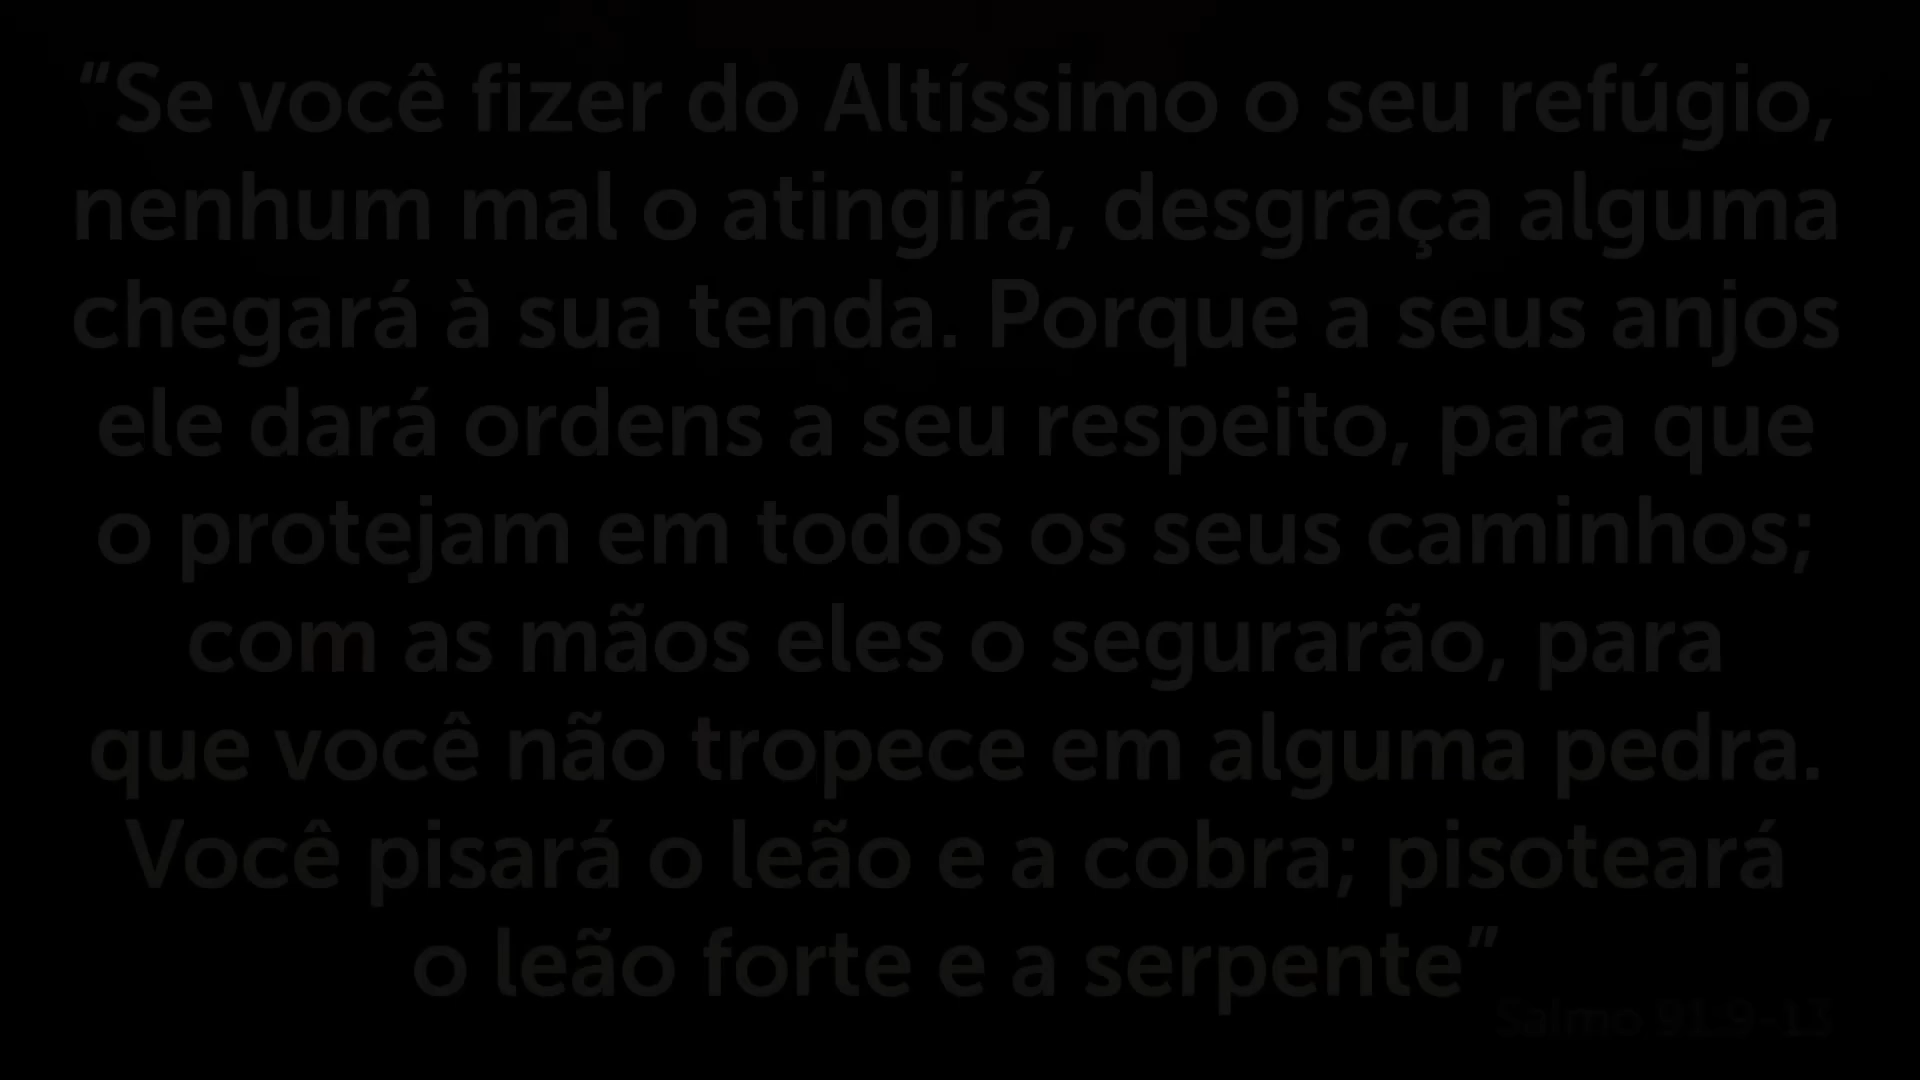 “Se você fizer do Altíssimo o seu refúgio,
nenhum mal o atingirá, desgraça alguma
chegará à sua tenda. Porque a seus anjos
ele dará ordens a seu respeito, para que
o protejam em todos os seus caminhos;
com as mãos eles o segurarão, para
que você não tropece em alguma pedra.
Você pisará o leão e a cobra; pisoteará
o leão forte e a serpente”
Salmo 91:9-13